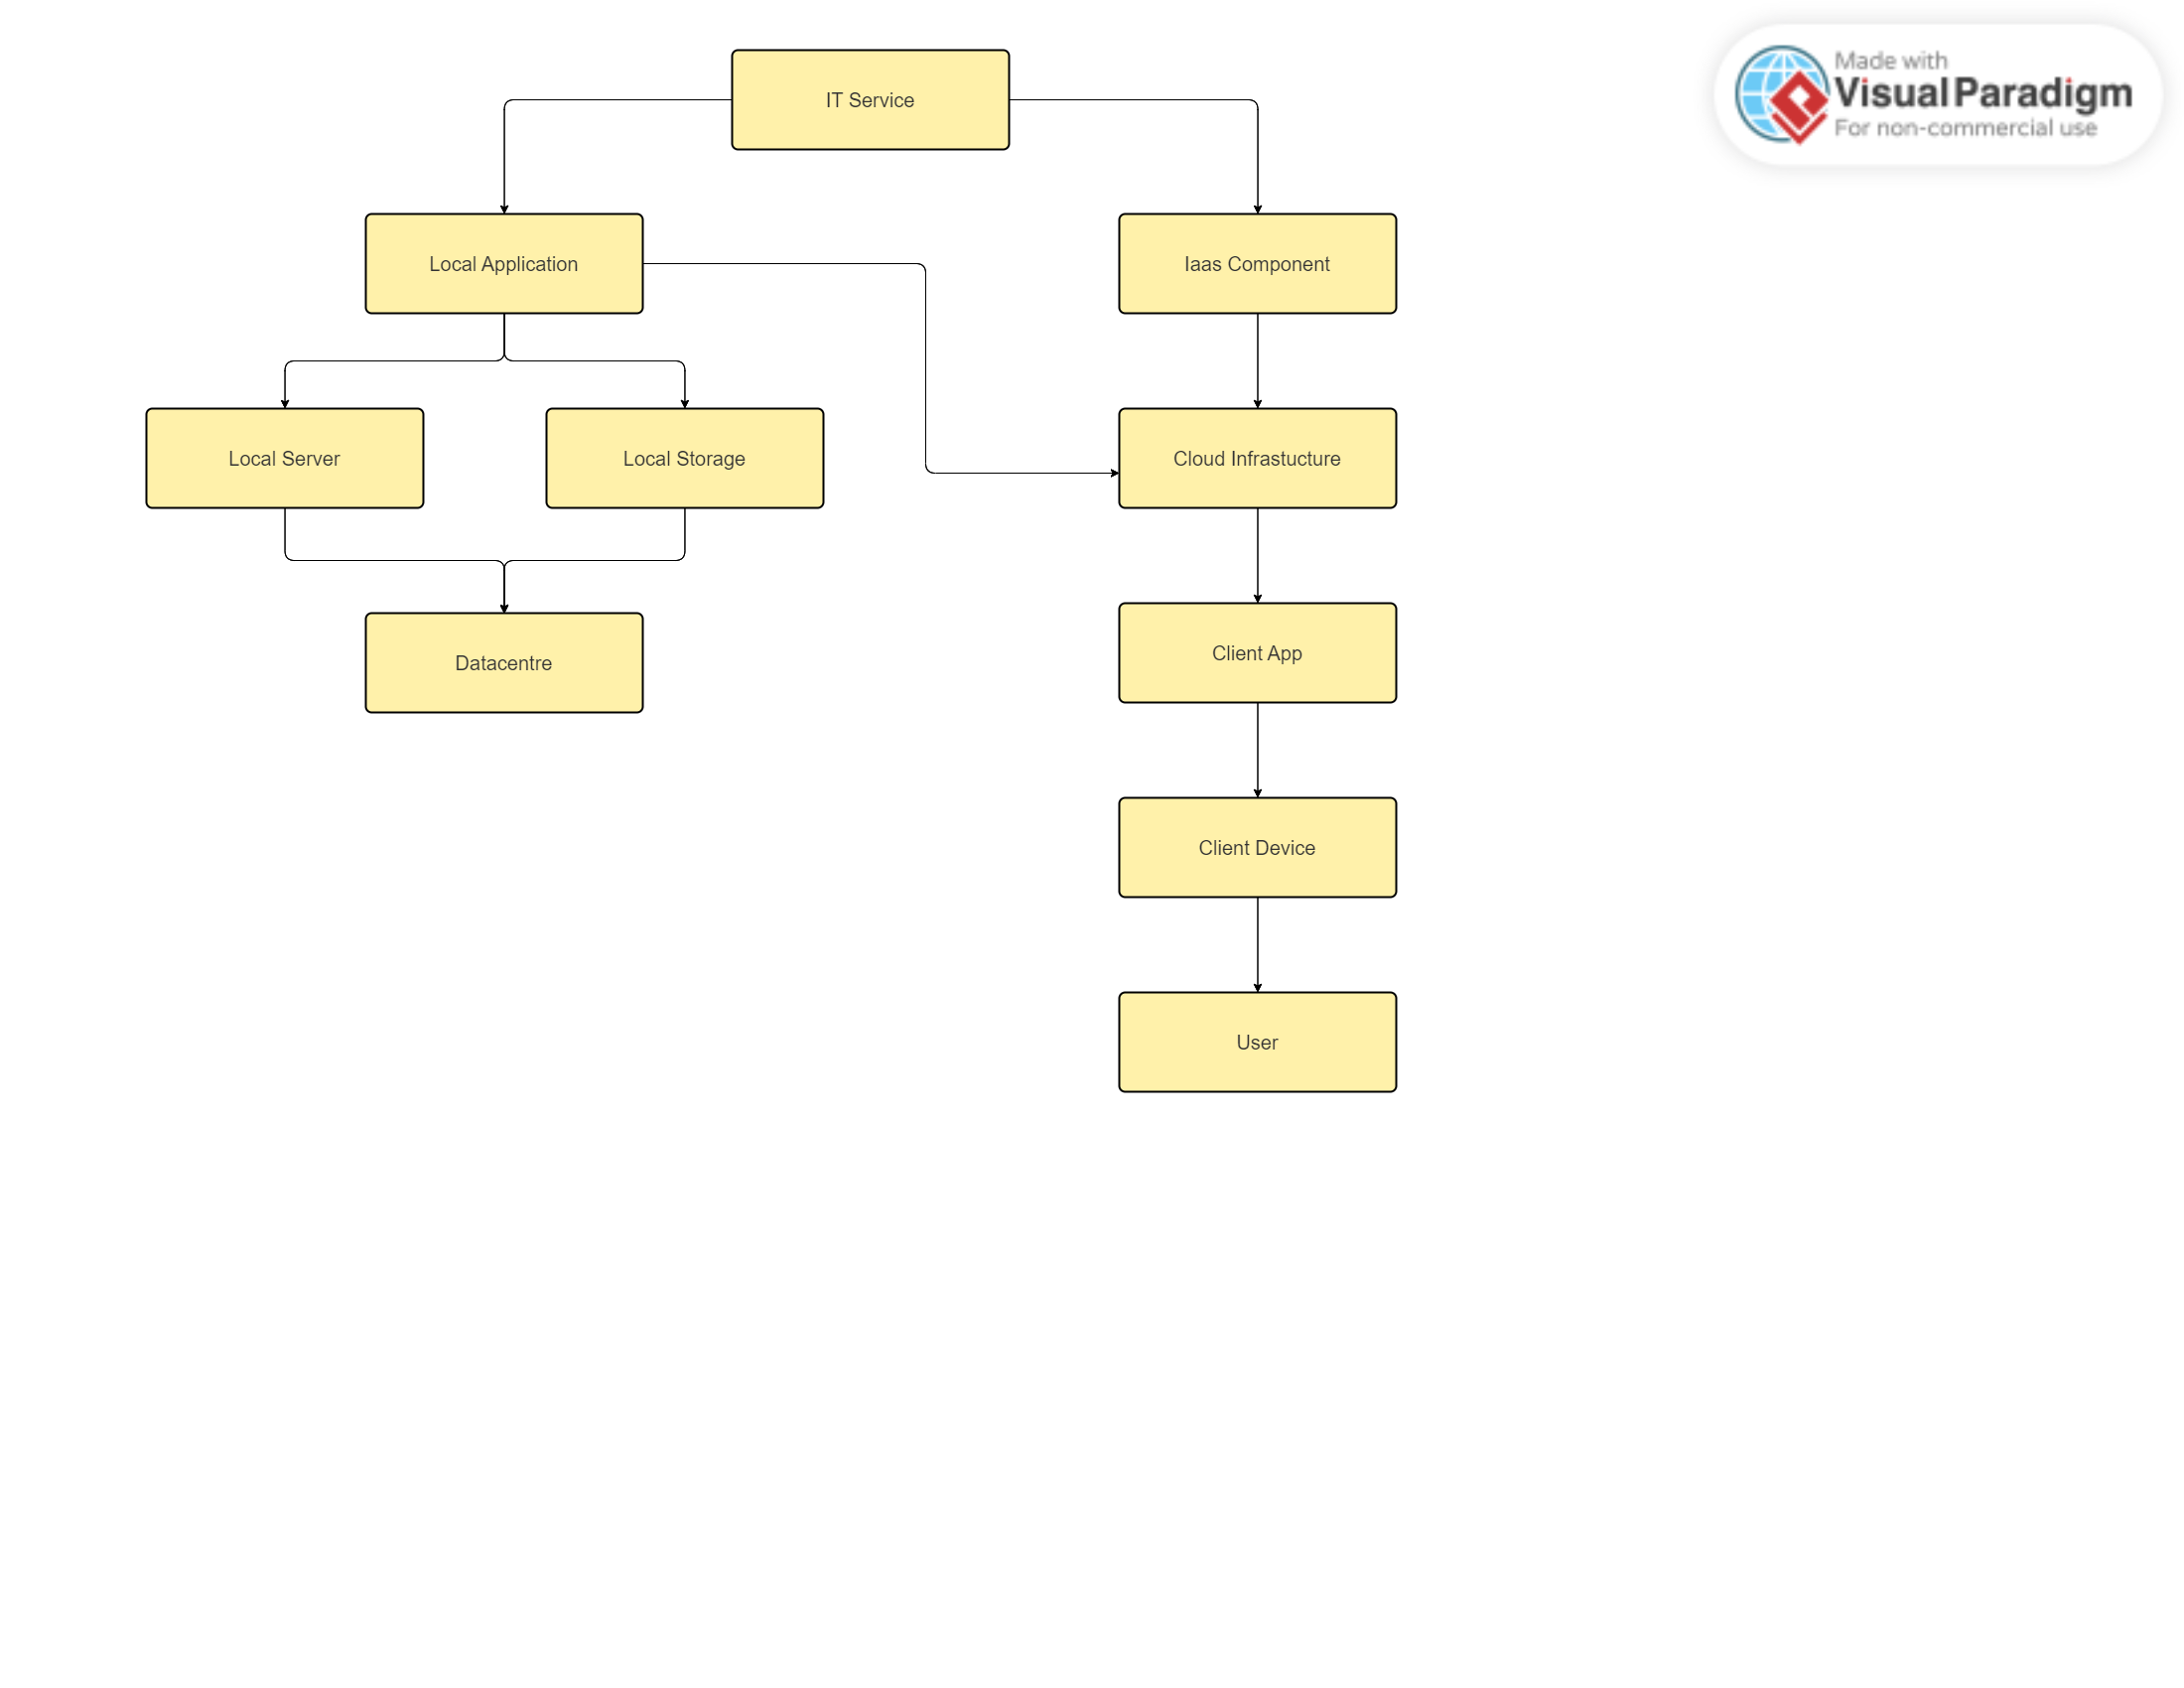 Made with
Visual Paradigm
For non-commercial use
IT Service
Local Application
Iaas Component
Local Server
Local Storage
Cloud Infrastucture
Datacentre
Client App
Client Device
User